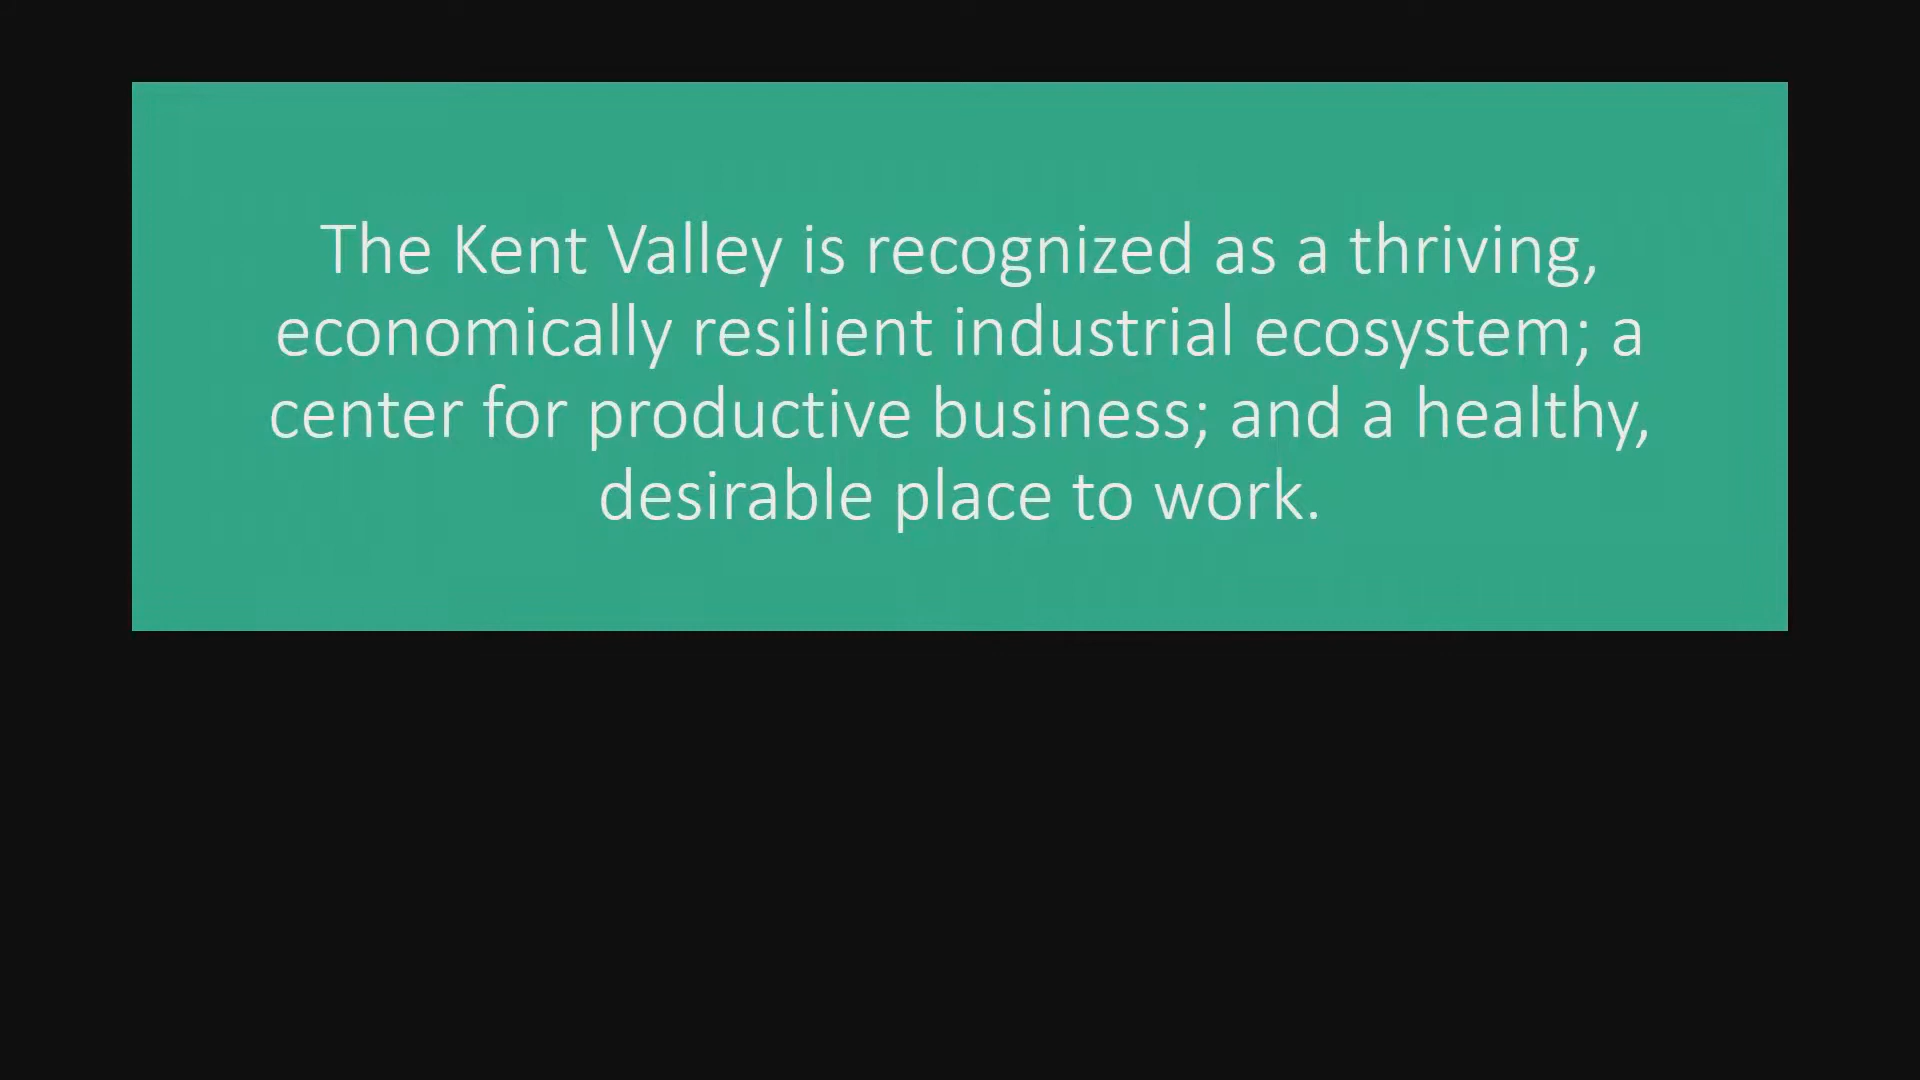 The Kent Valley is recognized as a thriving,
economically resilient industrial ecosystem; a
center for productive business; and a healthy,
desirable place to work.